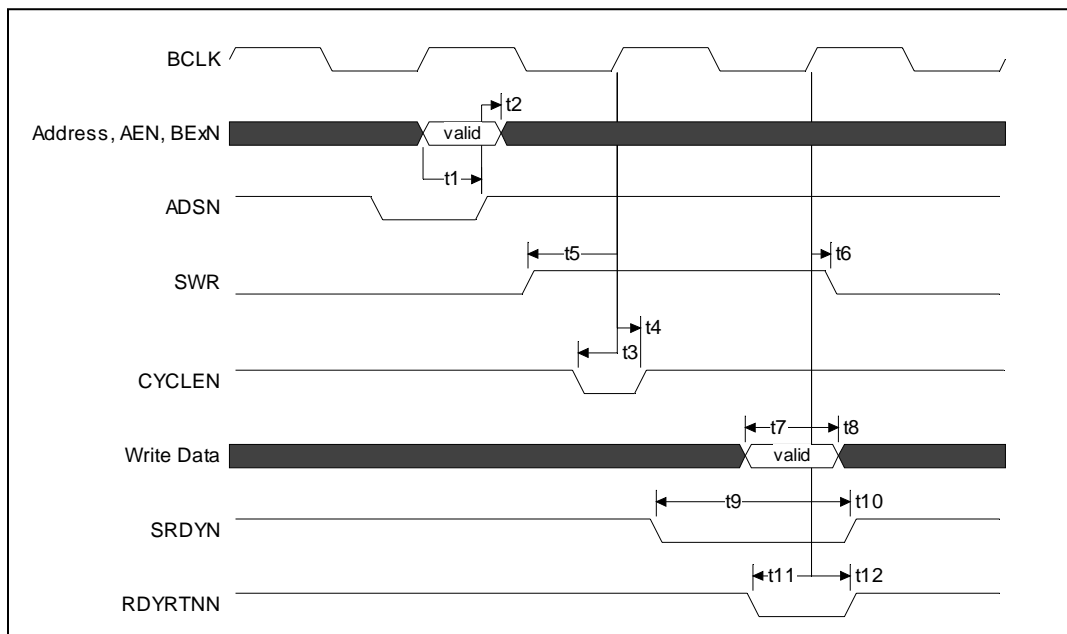 BCLK
t2
Address, AEN, BExN
valid
t1
ADSN
t5
t6
SWR
t4
t3
CYCLEN
t7
t8
Write Data
valid
t9
t10
SRDYN
t11
t12
RDYRTNN